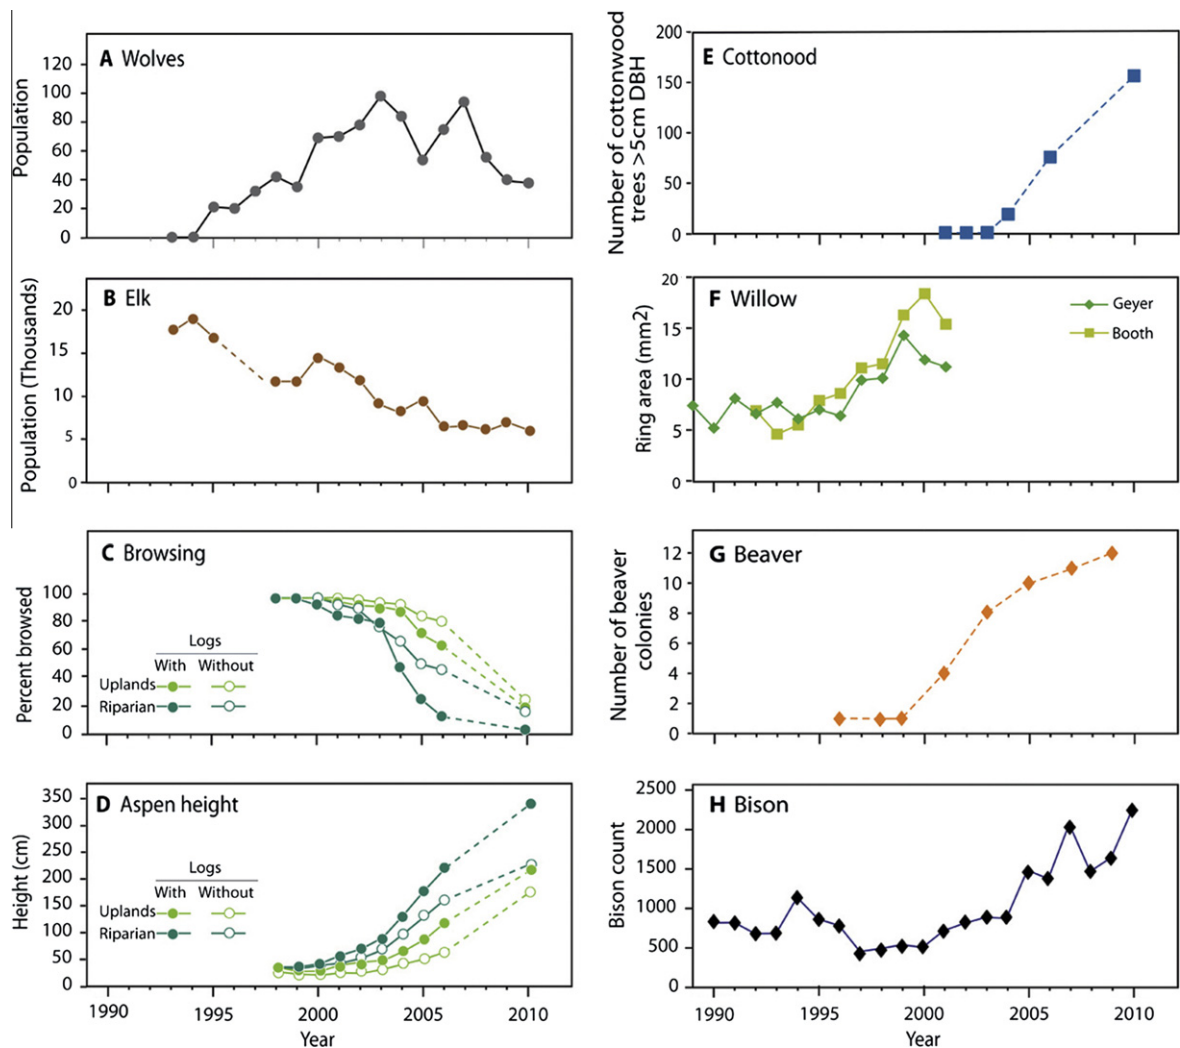 A Wolves
Population
120
100
80
60
40
20
0
B Elk
Population (Thousands)
20
15
10
5
0
C Browsing
Percent browsed
100
80
60
40
20
0
Logs
With Without
Uplands
Riparian
D Aspen height
Height (cm)
350
300
250
200
150
100
50
0
Logs
With Without
Uplands
Riparian
1990 1995 2000 2005 2010
Year
E Cottonood
Number of cottonwood
trees >5cm DBH
200
150
100
50
0
F Willow
Ring area (mm2)
20
15
10
5
0
Geyer
Booth
G Beaver
Number of beaver
colonies
12
10
8
6
4
2
0
H Bison
Bison count
2500
2000
1500
1000
500
0
1990 1995 2000 2005 2010
Year